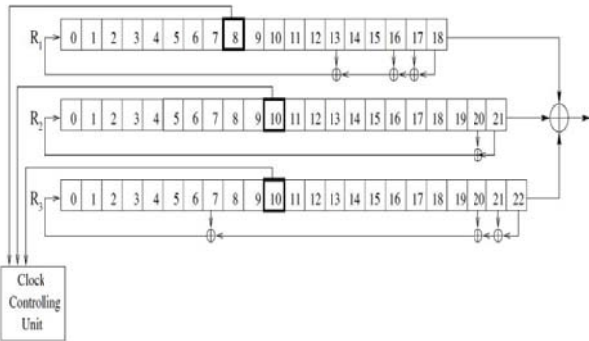 R1 0 1 2 3 4 5 6 7 8 9 10 11 12 13 14 15 16 17 18
R2 0 1 2 3 4 5 6 7 8 9 10 11 12 13 14 15 16 17 18 19 20 21
R3 0 1 2 3 4 5 6 7 8 9 10 11 12 13 14 15 16 17 18 19 20 21 22
Clock
Controlling
Unit